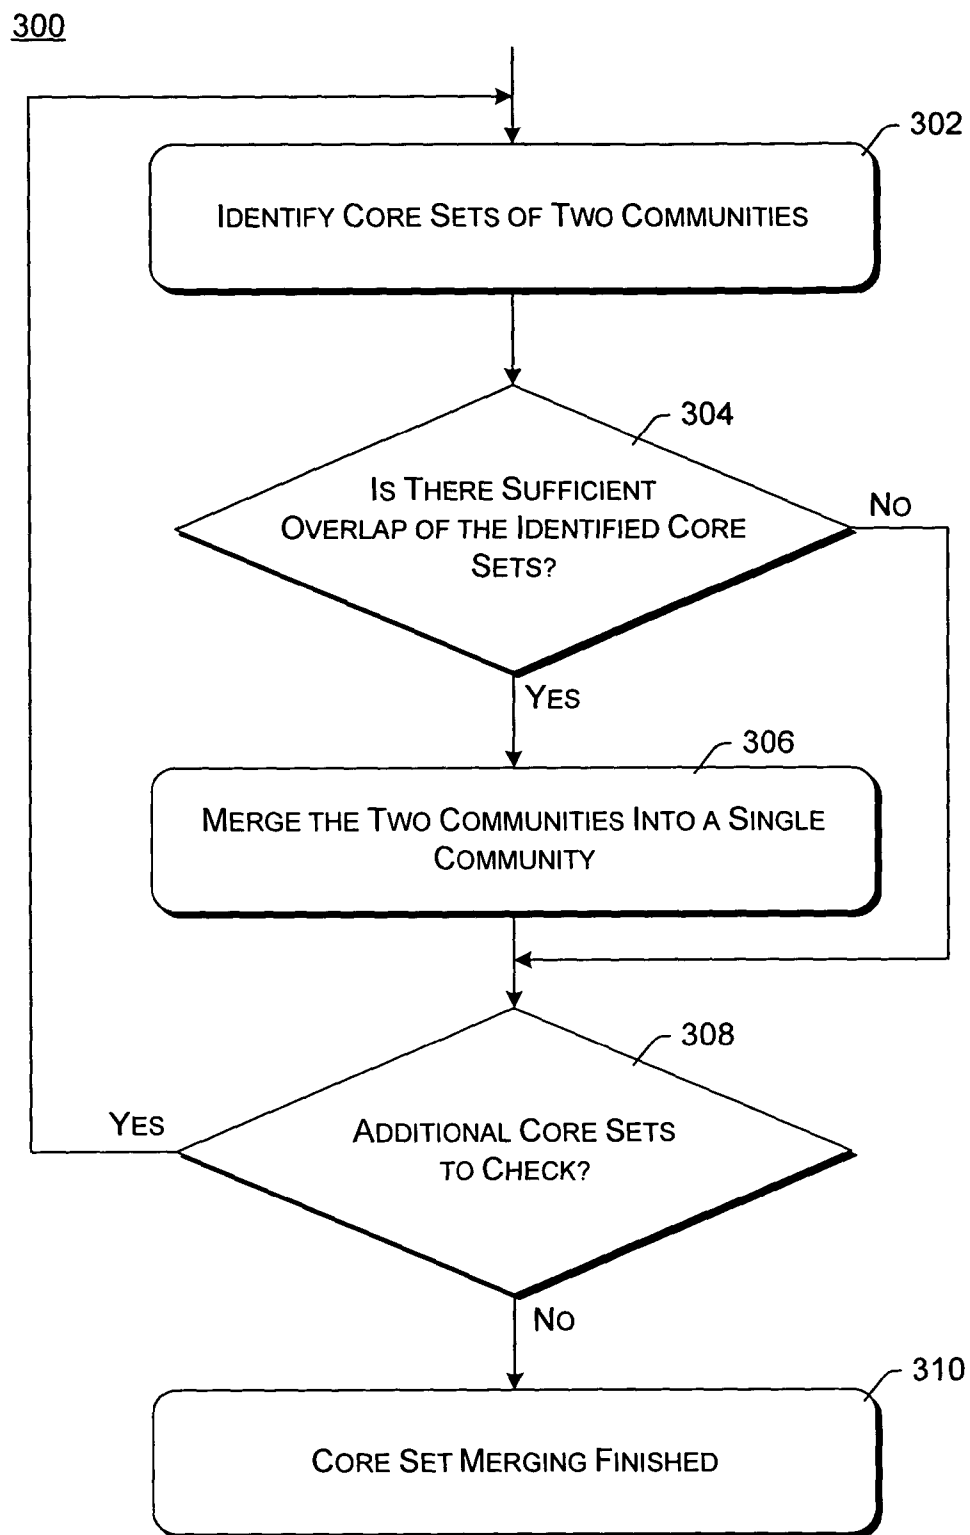 300
302
IDENTIFY CORE SETS OF TWO COMMUNITIES
304
IS THERE SUFFICIENT
OVERLAP OF THE IDENTIFIED CORE
SETS?
NO
YES
306
MERGE THE TWO COMMUNITIES INTO A SINGLE
COMMUNITY
308
YES
ADDITIONAL CORE SETS
TO CHECK?
NO
310
CORE SET MERGING FINISHED